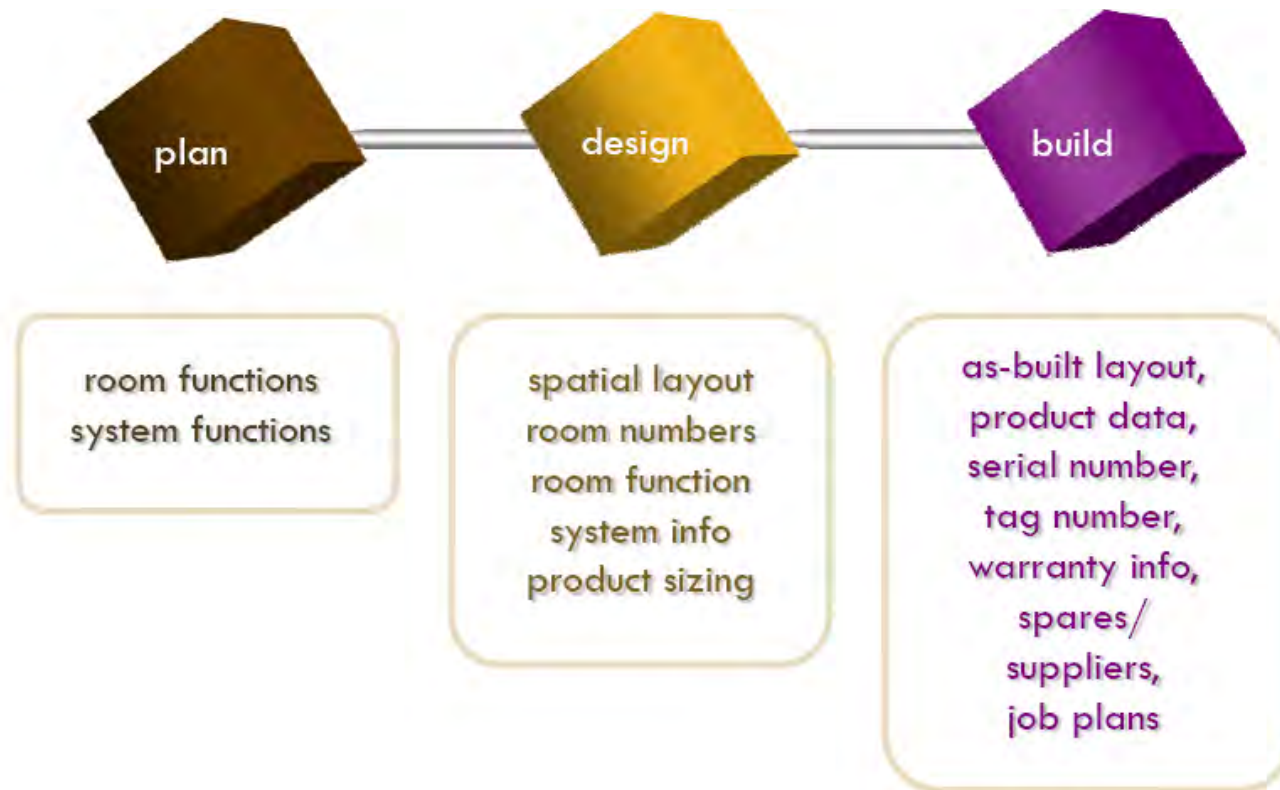 plan
design
build
room functions
system functions
spatial layout
room numbers
room function
system info
product sizing
as-built layout,
product data,
serial number,
tag number,
warranty info,
spares/
suppliers,
job plans